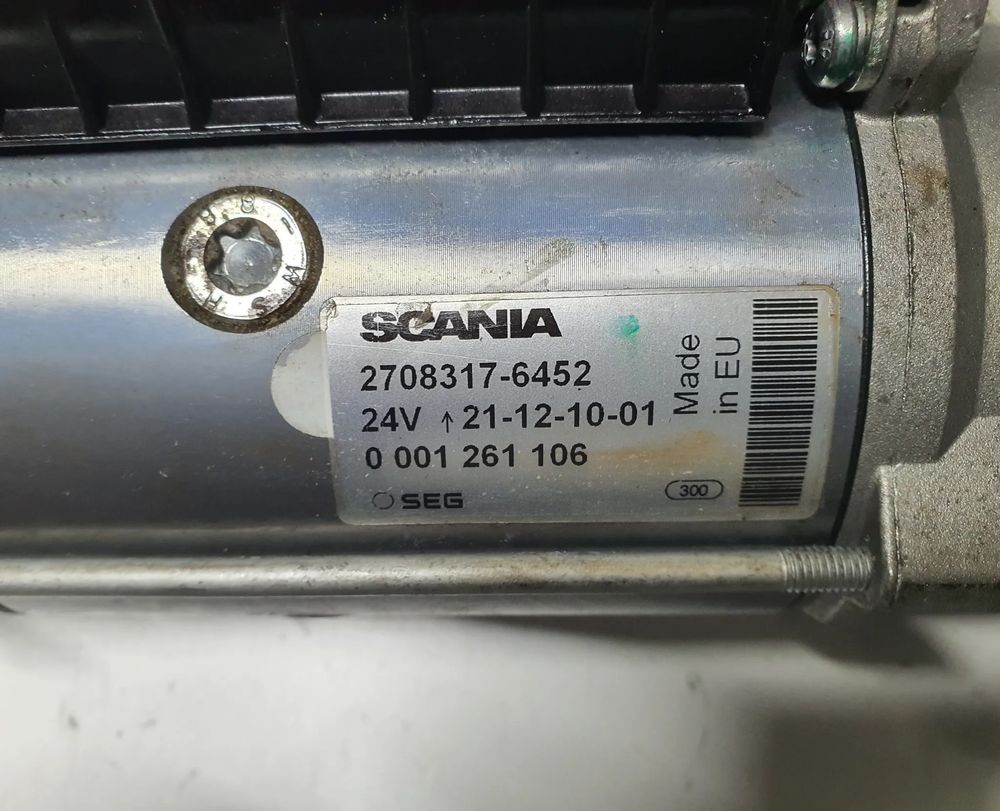 SCANIA
2708317-6452
24V ↑ 21-12-10-01
0 001 261 106
SEG
Made
in EU
300